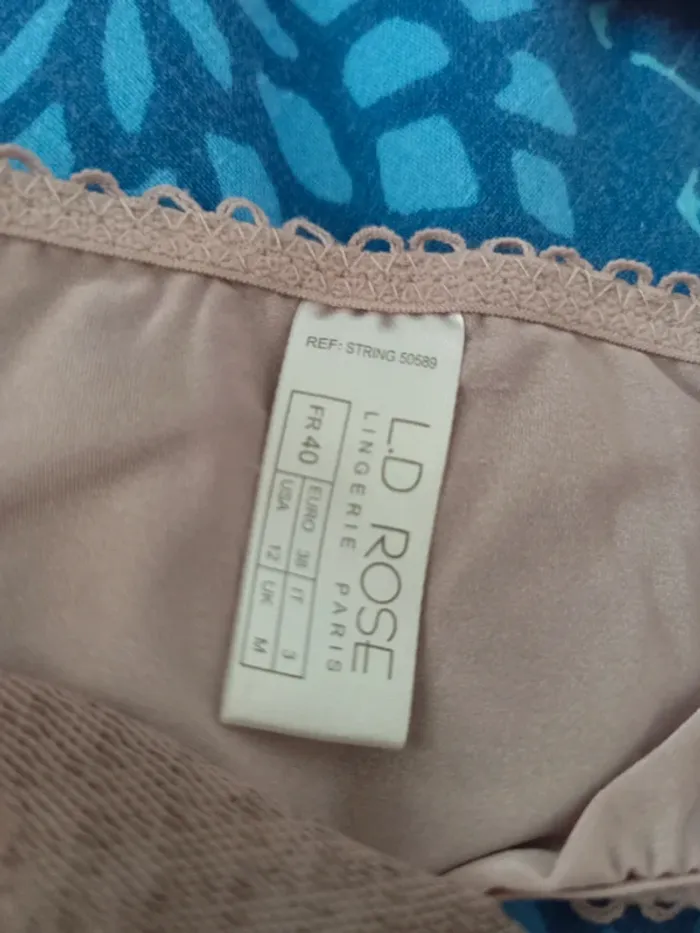 REF: STRING 50589
L.D ROSE
LINGERIE PARIS
FR 40
EURO 38 IT 3
USA 12 UK M